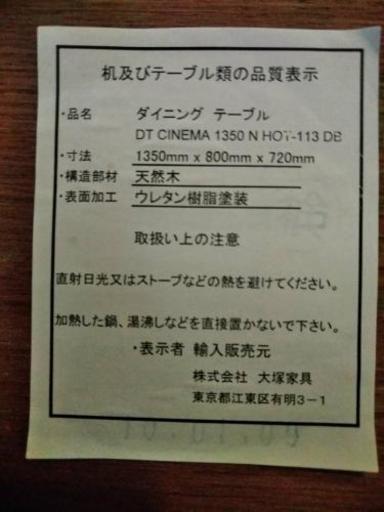 机及びテーブル類の品質表示
・品名 ダイニング テーブル
DT CINEMA 1350 N HOT-113 DB
・寸法 1350mm x 800mm x 720mm
・構造部材 天然木
・表面加工 ウレタン樹脂塗装
取扱い上の注意
直射日光又はストーブなどの熱を避けてください。
加熱した鍋、湯沸しなどを直接置かないで下さい。
・表示者 輸入販売元
株式会社 大塚家具
東京都江東区有明3-1